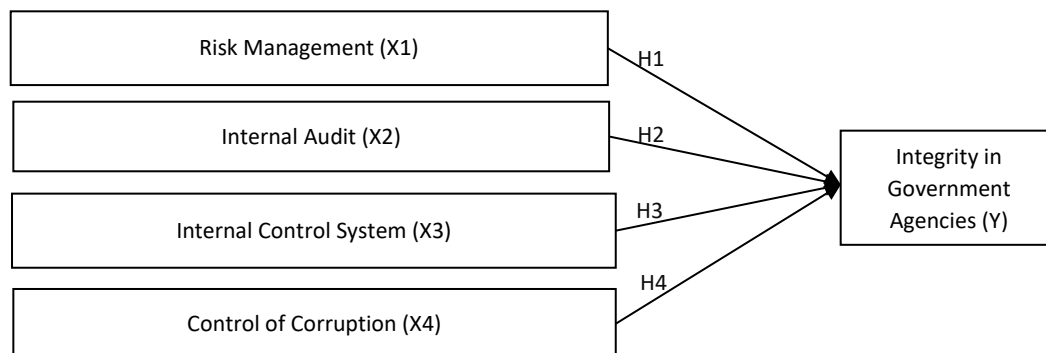 Risk Management (X1)
H1
Internal Audit (X2)
H2
Integrity in
Government
Agencies (Y)
Internal Control System (X3)
H3
Control of Corruption (X4)
H4